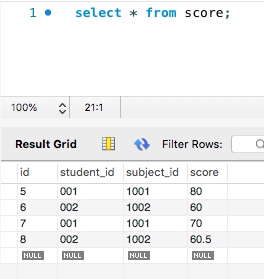 1 select * from score;
100% 21:1
Result Grid Filter Rows:
id student_id subject_id score
5 001 1001 80
6 002 1002 60
7 001 1001 70
8 002 1002 60.5
NULL NULL NULL NULL